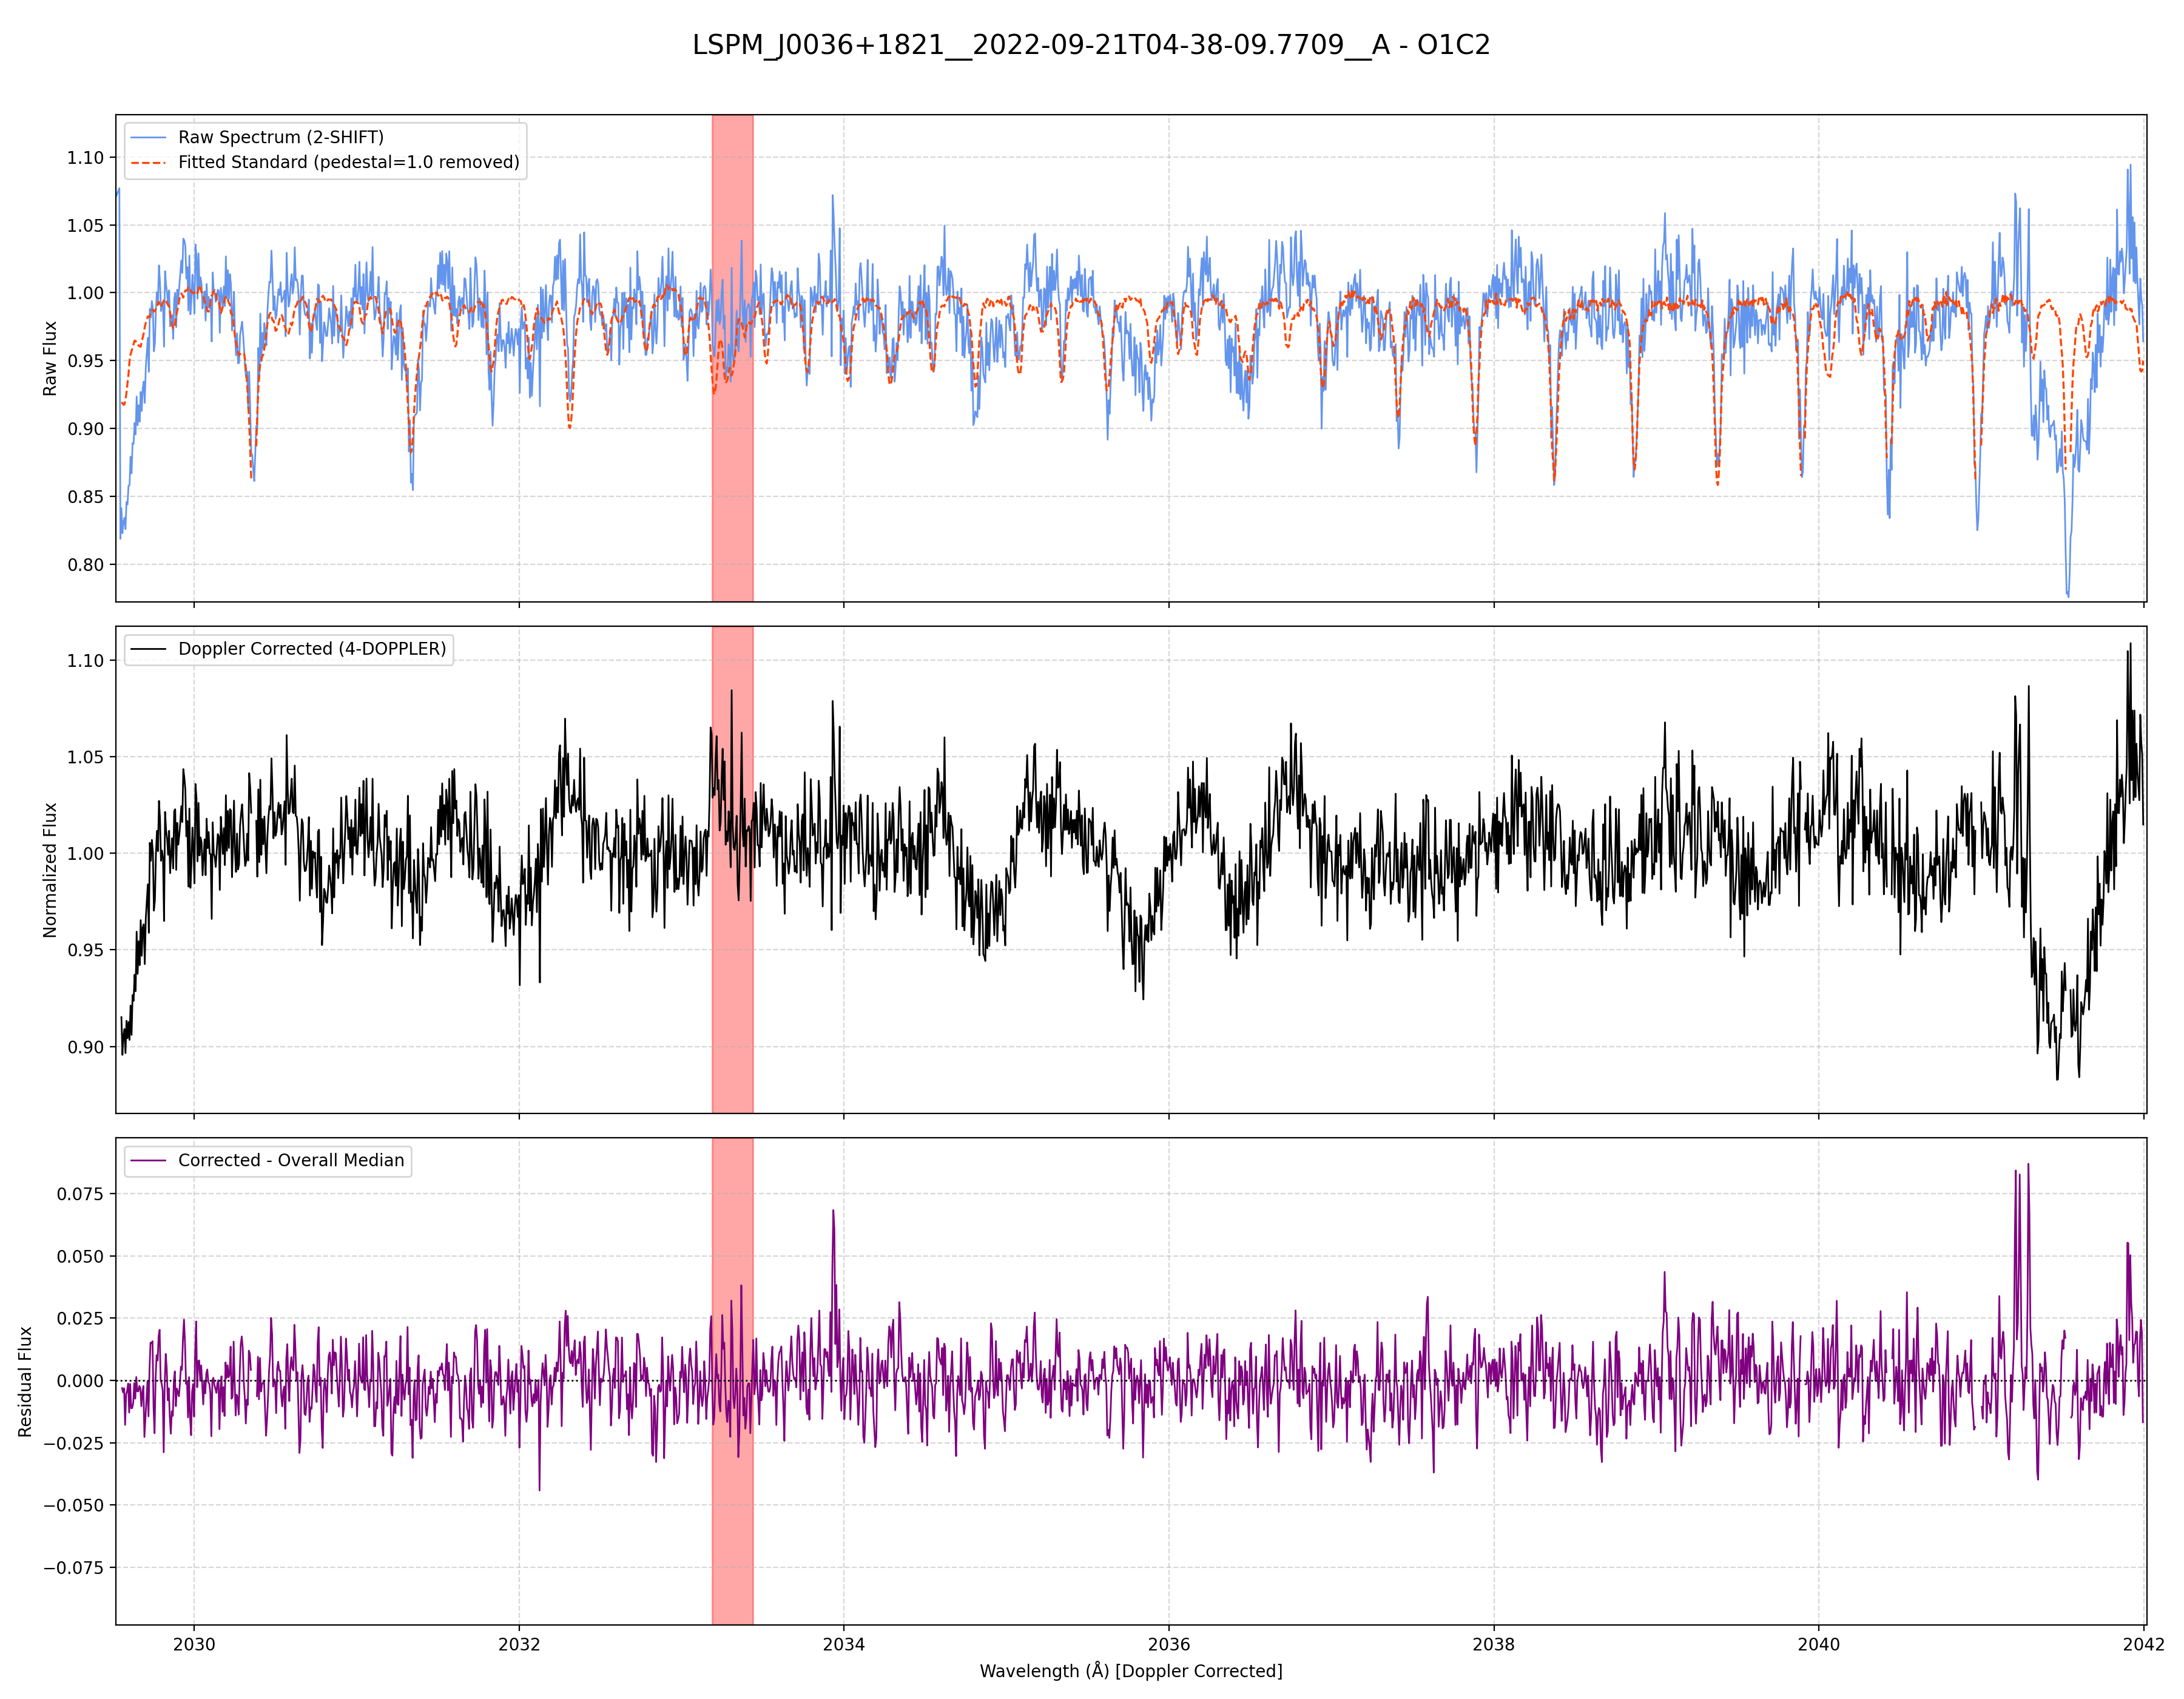 LSPM_J0036+1821__2022-09-21T04-38-09.7709__A - O1C2
Raw Spectrum (2-SHIFT)
Fitted Standard (pedestal=1.0 removed)
1.10
1.05
1.00
0.95
0.90
0.85
0.80
Raw Flux
Doppler Corrected (4-DOPPLER)
1.10
1.05
1.00
0.95
0.90
Normalized Flux
Corrected - Overall Median
0.075
0.050
0.025
0.000
−0.025
−0.050
−0.075
Residual Flux
2030
2032
2034
2036
2038
2040
2042
Wavelength (Å) [Doppler Corrected]